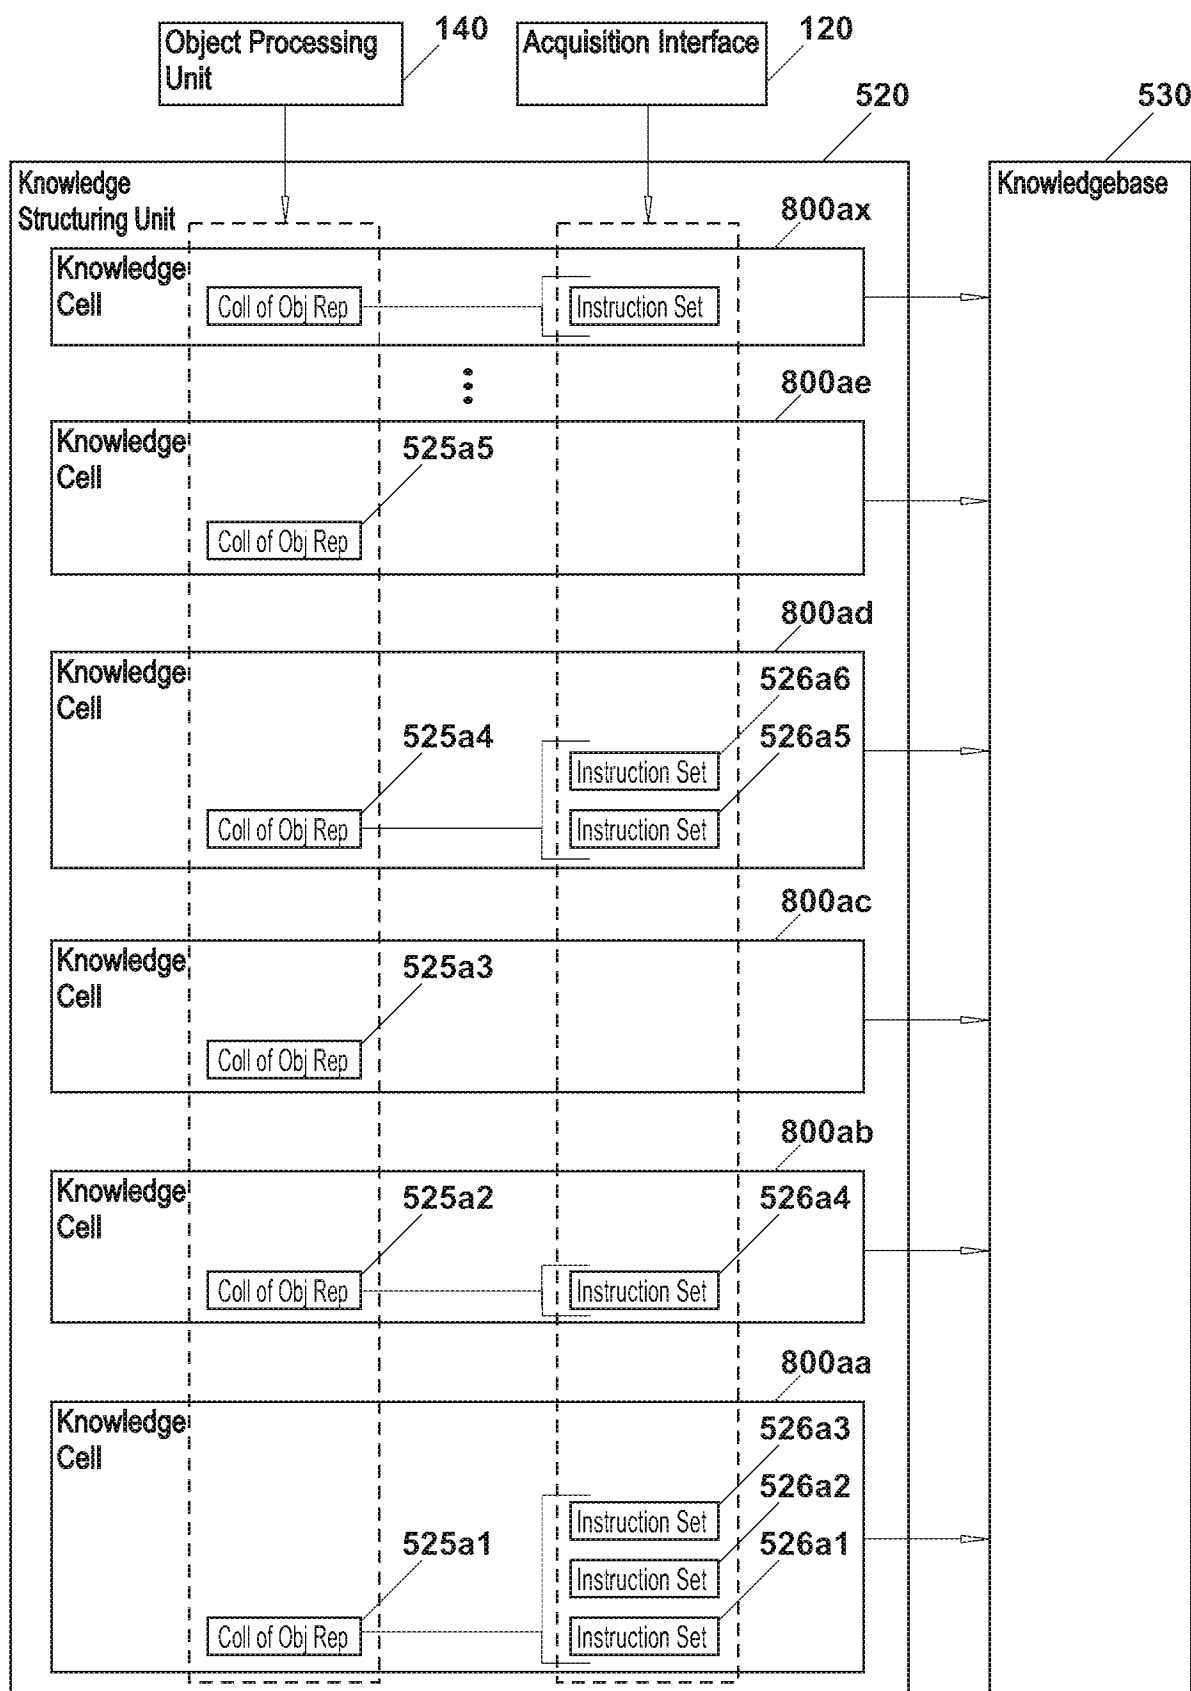 Object Processing
Unit
140
Acquisition Interface
120
520
530
Knowledge
Structuring Unit
Knowledgebase
800ax
Knowledge
Cell
Coll of Obj Rep
Instruction Set
800ae
Knowledge
Cell
525a5
Coll of Obj Rep
800ad
Knowledge
Cell
526a6
525a4
526a5
Instruction Set
Coll of Obj Rep
Instruction Set
800ac
Knowledge
Cell
525a3
Coll of Obj Rep
800ab
Knowledge
Cell
525a2
526a4
Coll of Obj Rep
Instruction Set
800aa
Knowledge
Cell
526a3
526a2
Instruction Set
525a1
526a1
Instruction Set
Coll of Obj Rep
Instruction Set